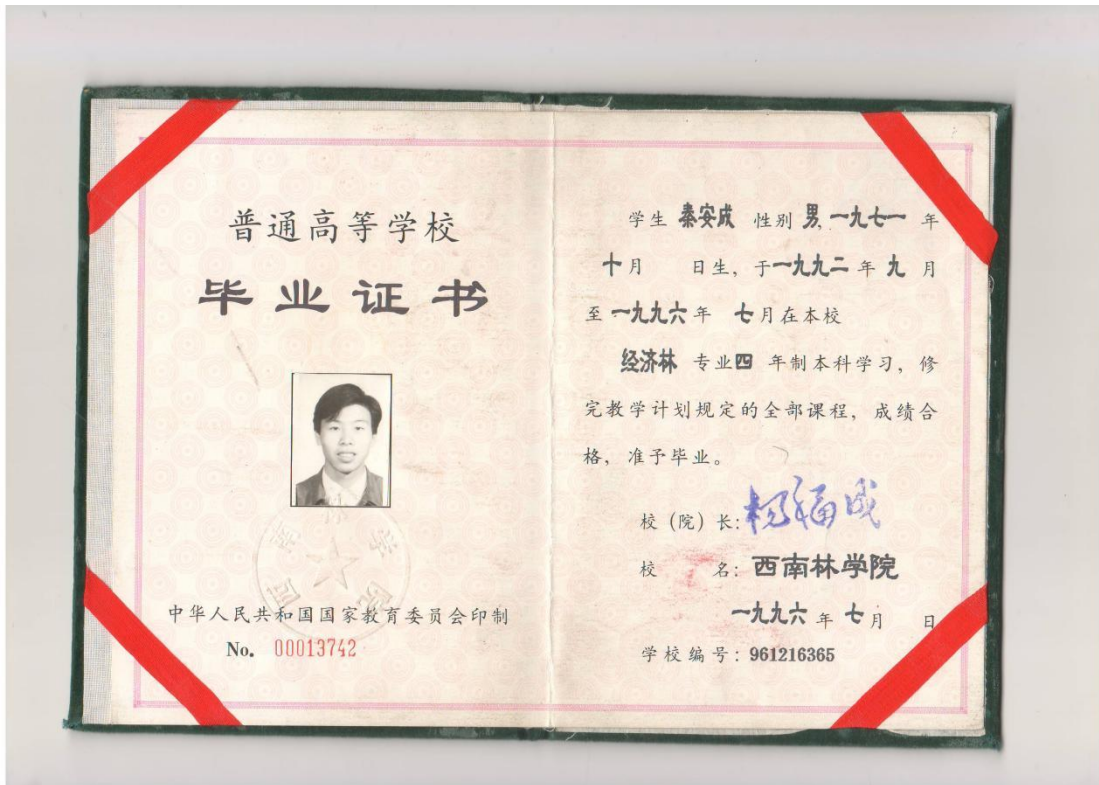 普通高等学校
毕业证书
西南林学院
中华人民共和国国家教育委员会印制
No. 00013742
学生 秦安成 性别 男, 一九七一 年
十月 日生, 于一九九二 年 九 月
至 一九九六 年 七月在本校
经济林 专业四 年制本科学习, 修
完教学计划规定的全部课程, 成绩合
格, 准予毕业。
校 (院) 长: 杨福成
校 名: 西南林学院
一九九六 年 七月 日
学校编号: 961216365